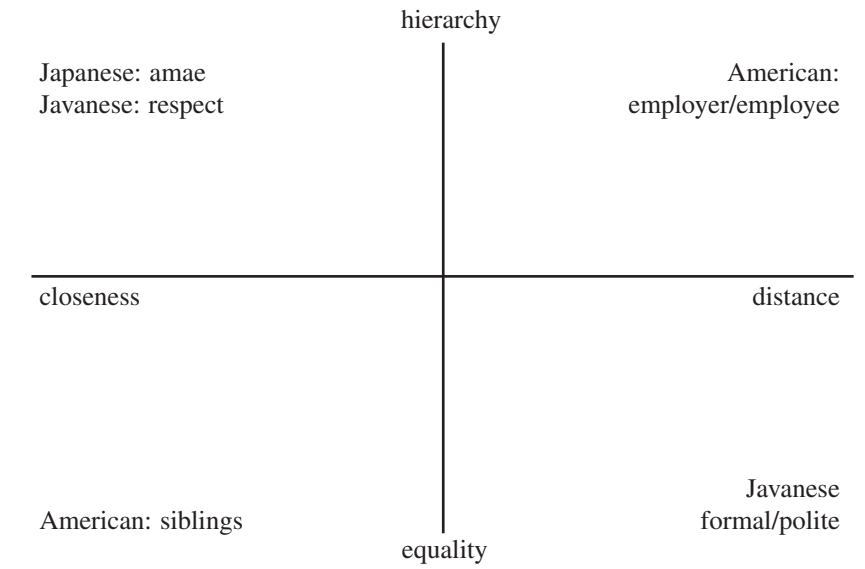 hierarchy
Japanese: amae
Javanese: respect
American:
employer/employee
closeness
distance
American: siblings
Javanese
formal/polite
equality